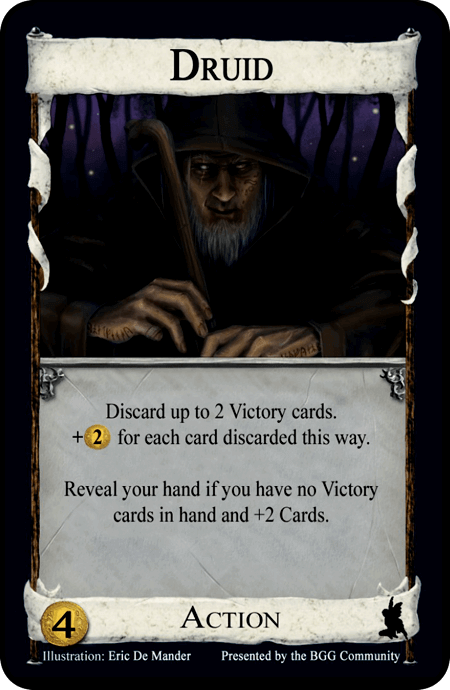 DRUID
Discard up to 2 Victory cards.
+2 for each card discarded this way.
Reveal your hand if you have no Victory
cards in hand and +2 Cards.
4
ACTION
Illustration: Eric De Mander
Presented by the BGG Community